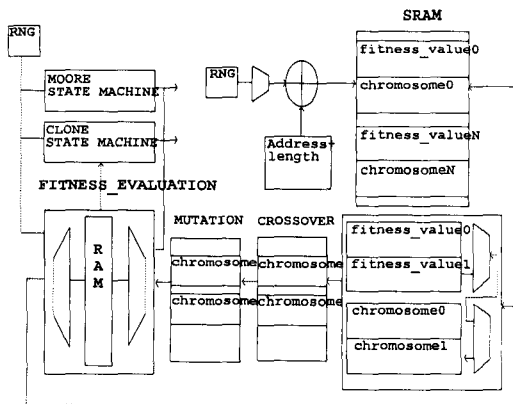 SRAM
RNG
fitness_value0
MOORE
STATE MACHINE
RNG
chromosome0
CLONE
STATE MACHINE
fitness_valueN
Address+
length
chromosomeN
FITNESS_EVALUATION
MUTATION
CROSSOVER
fitness_value0
R
A
M
chromosome
chromosome
fitness_value1
chromosome
chromosome
chromosome0
chromosome1